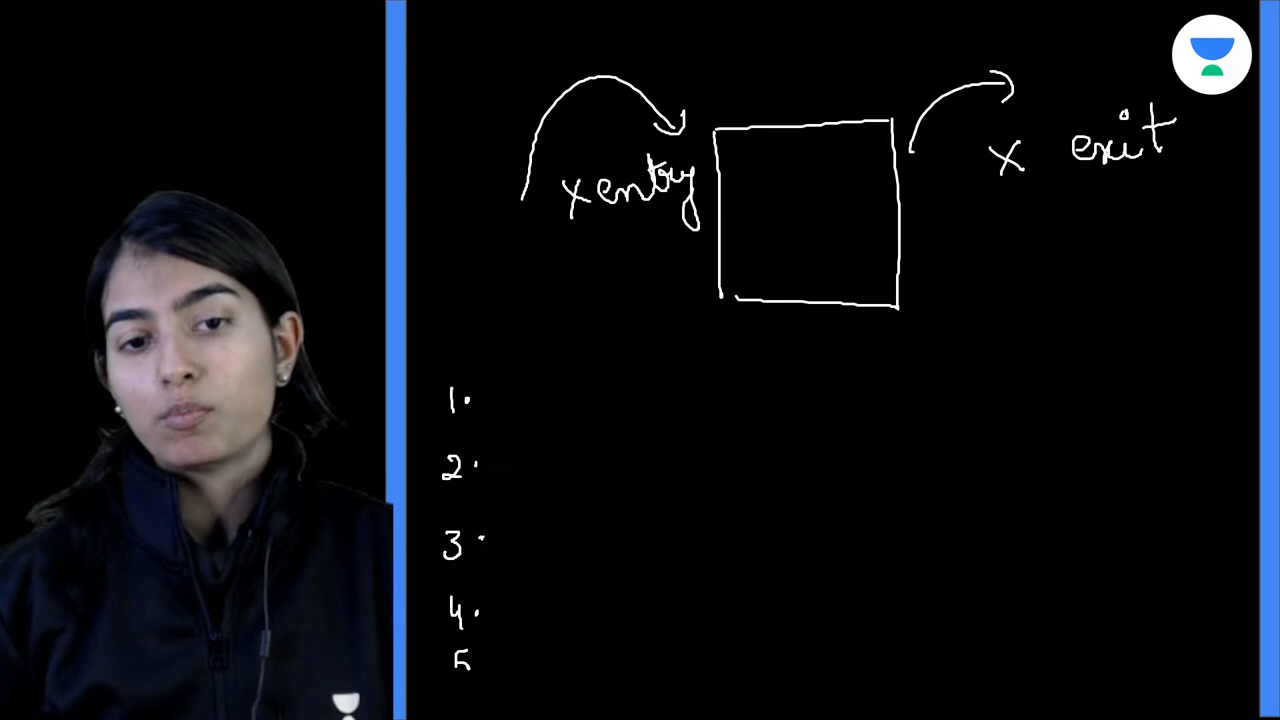 x exit
x entry
1.
2.
3.
4.
5